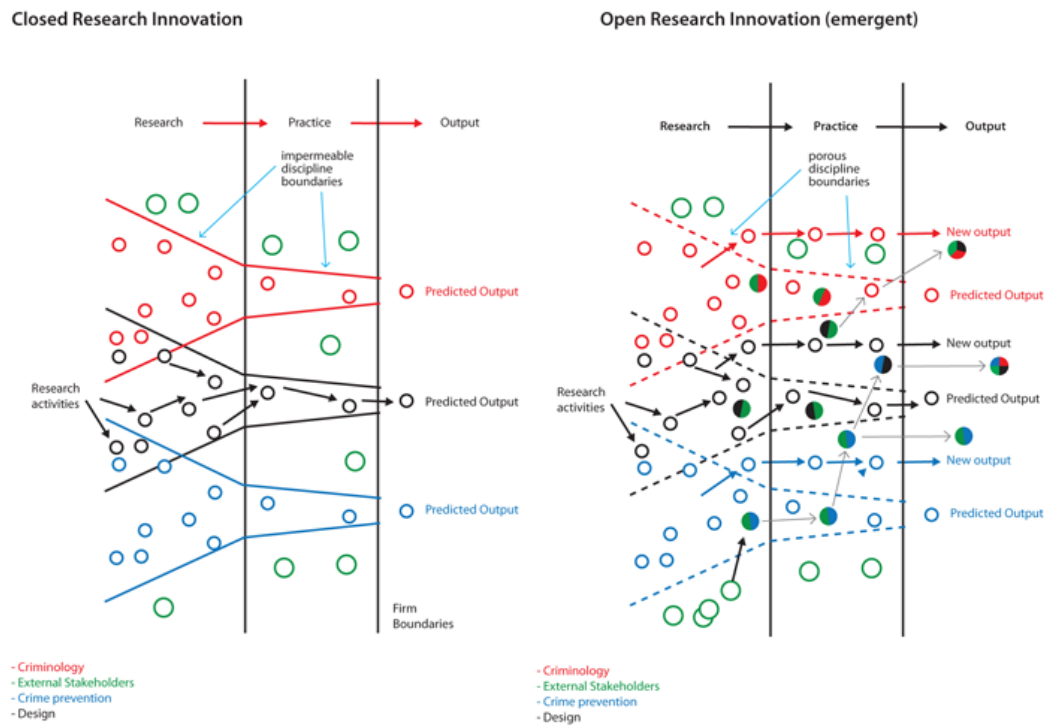 Closed Research Innovation
Research
Practice
Output
impermeable
discipline
boundaries
Predicted Output
Research
activities
Predicted Output
Predicted Output
Firm
Boundaries
- Criminology
- External Stakeholders
- Crime prevention
- Design
Open Research Innovation (emergent)
Research
Practice
Output
porous
discipline
boundaries
New output
Predicted Output
New output
Research
activities
Predicted Output
New output
Predicted Output
- Criminology
- External Stakeholders
- Crime prevention
- Design